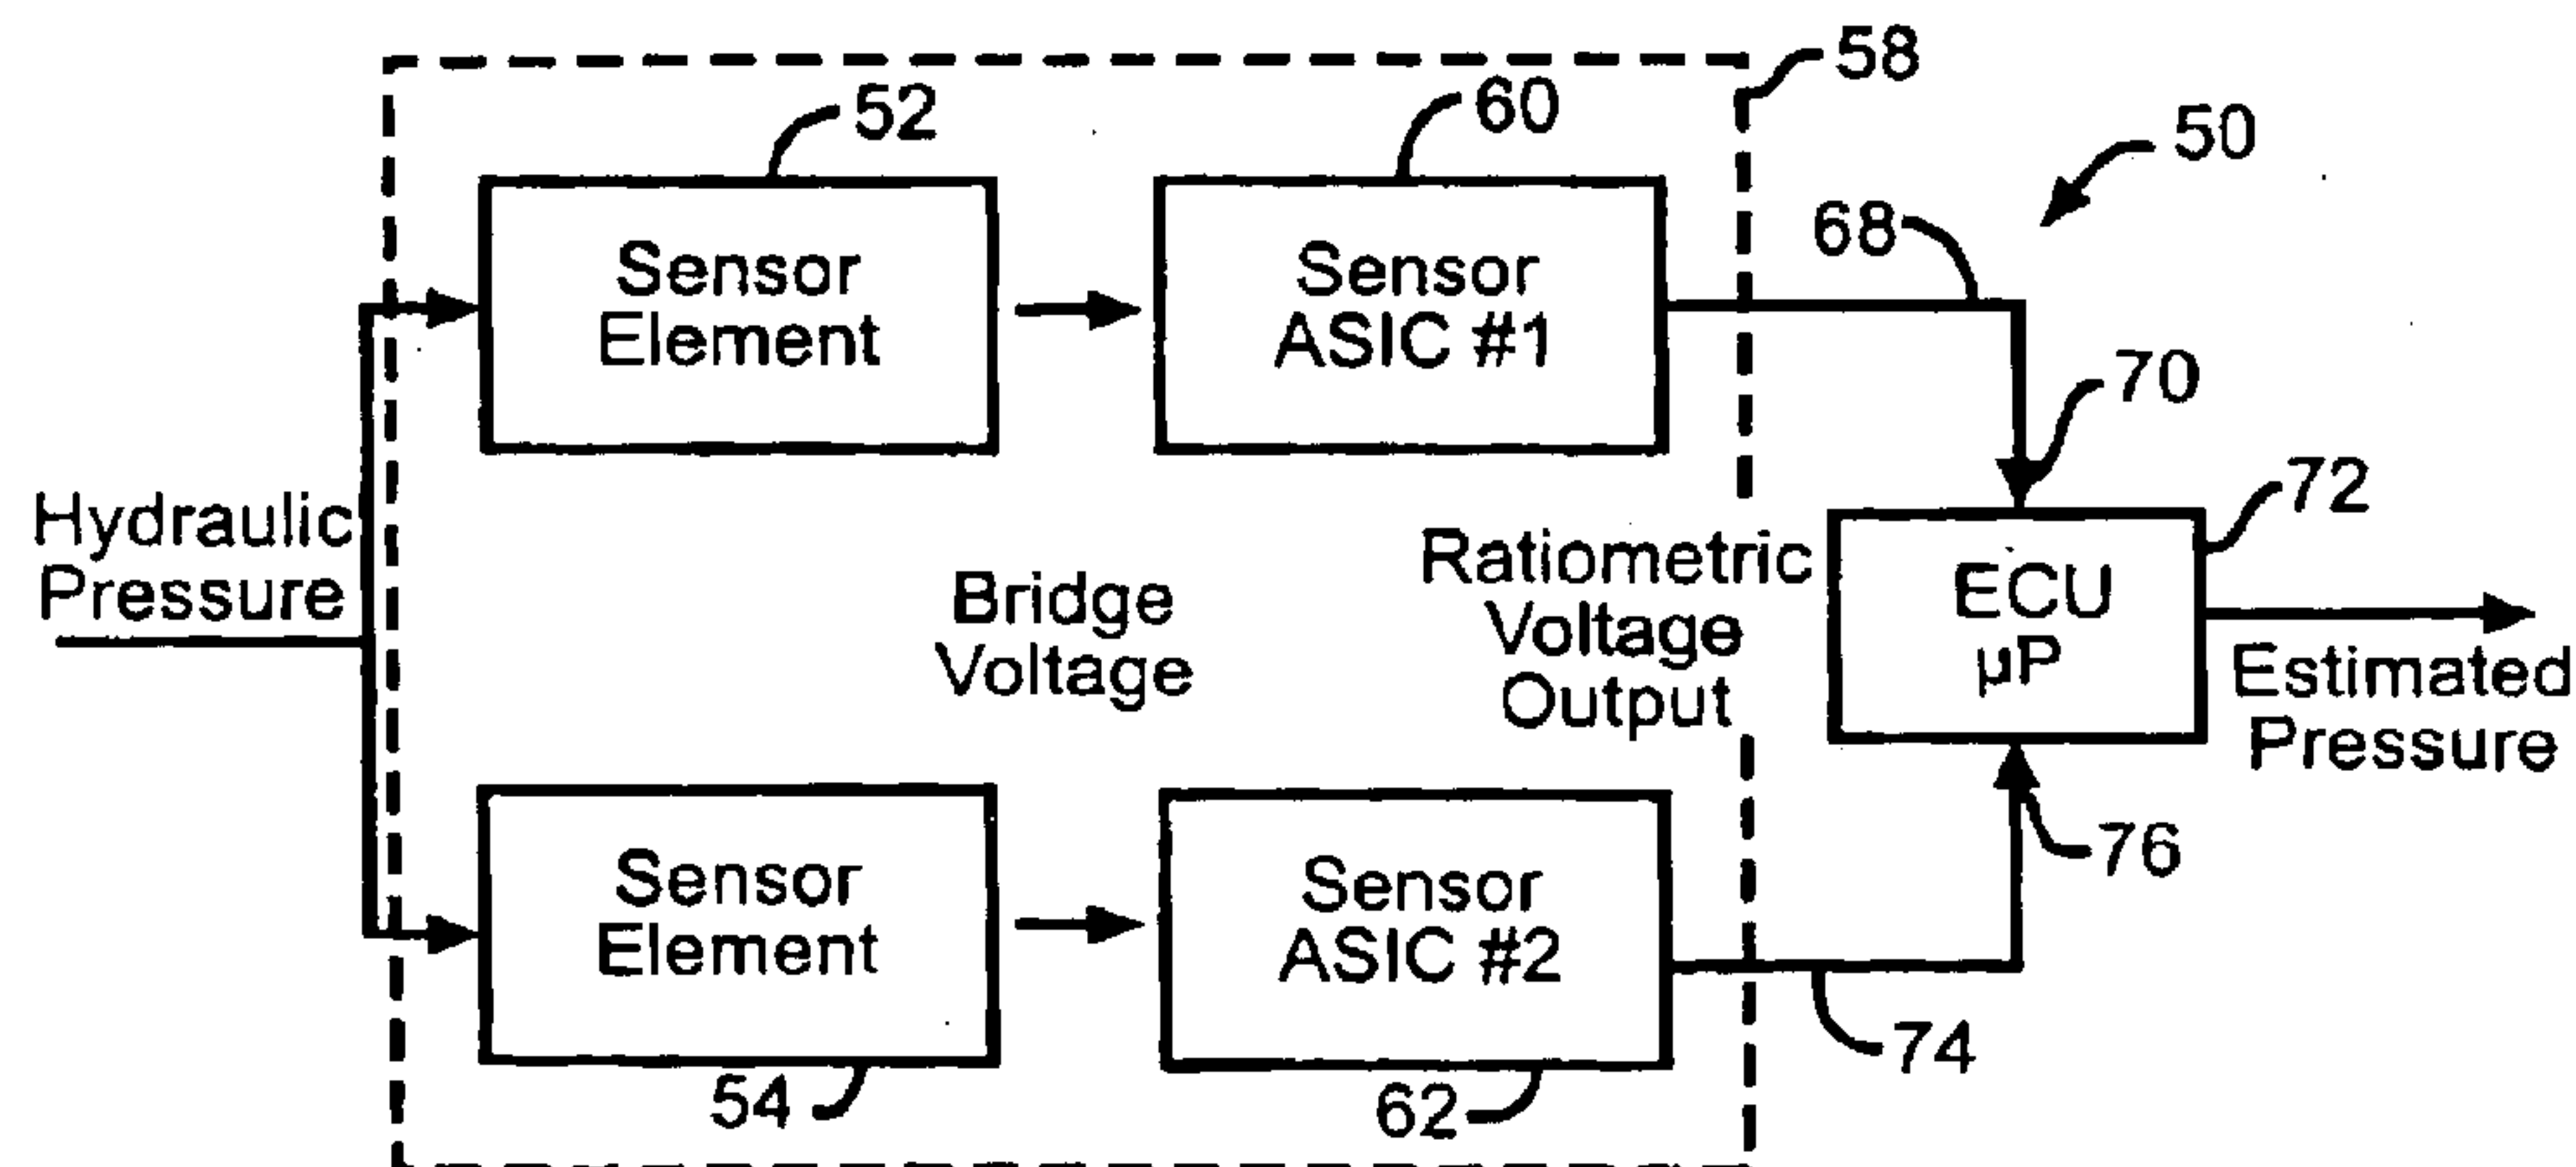 58
52
60
50
Sensor
Element
Sensor
ASIC #1
68
70
Hydraulic
Pressure
Bridge
Voltage
Ratiometric
Voltage
Output
72
ECU
µP
Estimated
Pressure
Sensor
Element
Sensor
ASIC #2
76
74
54
62